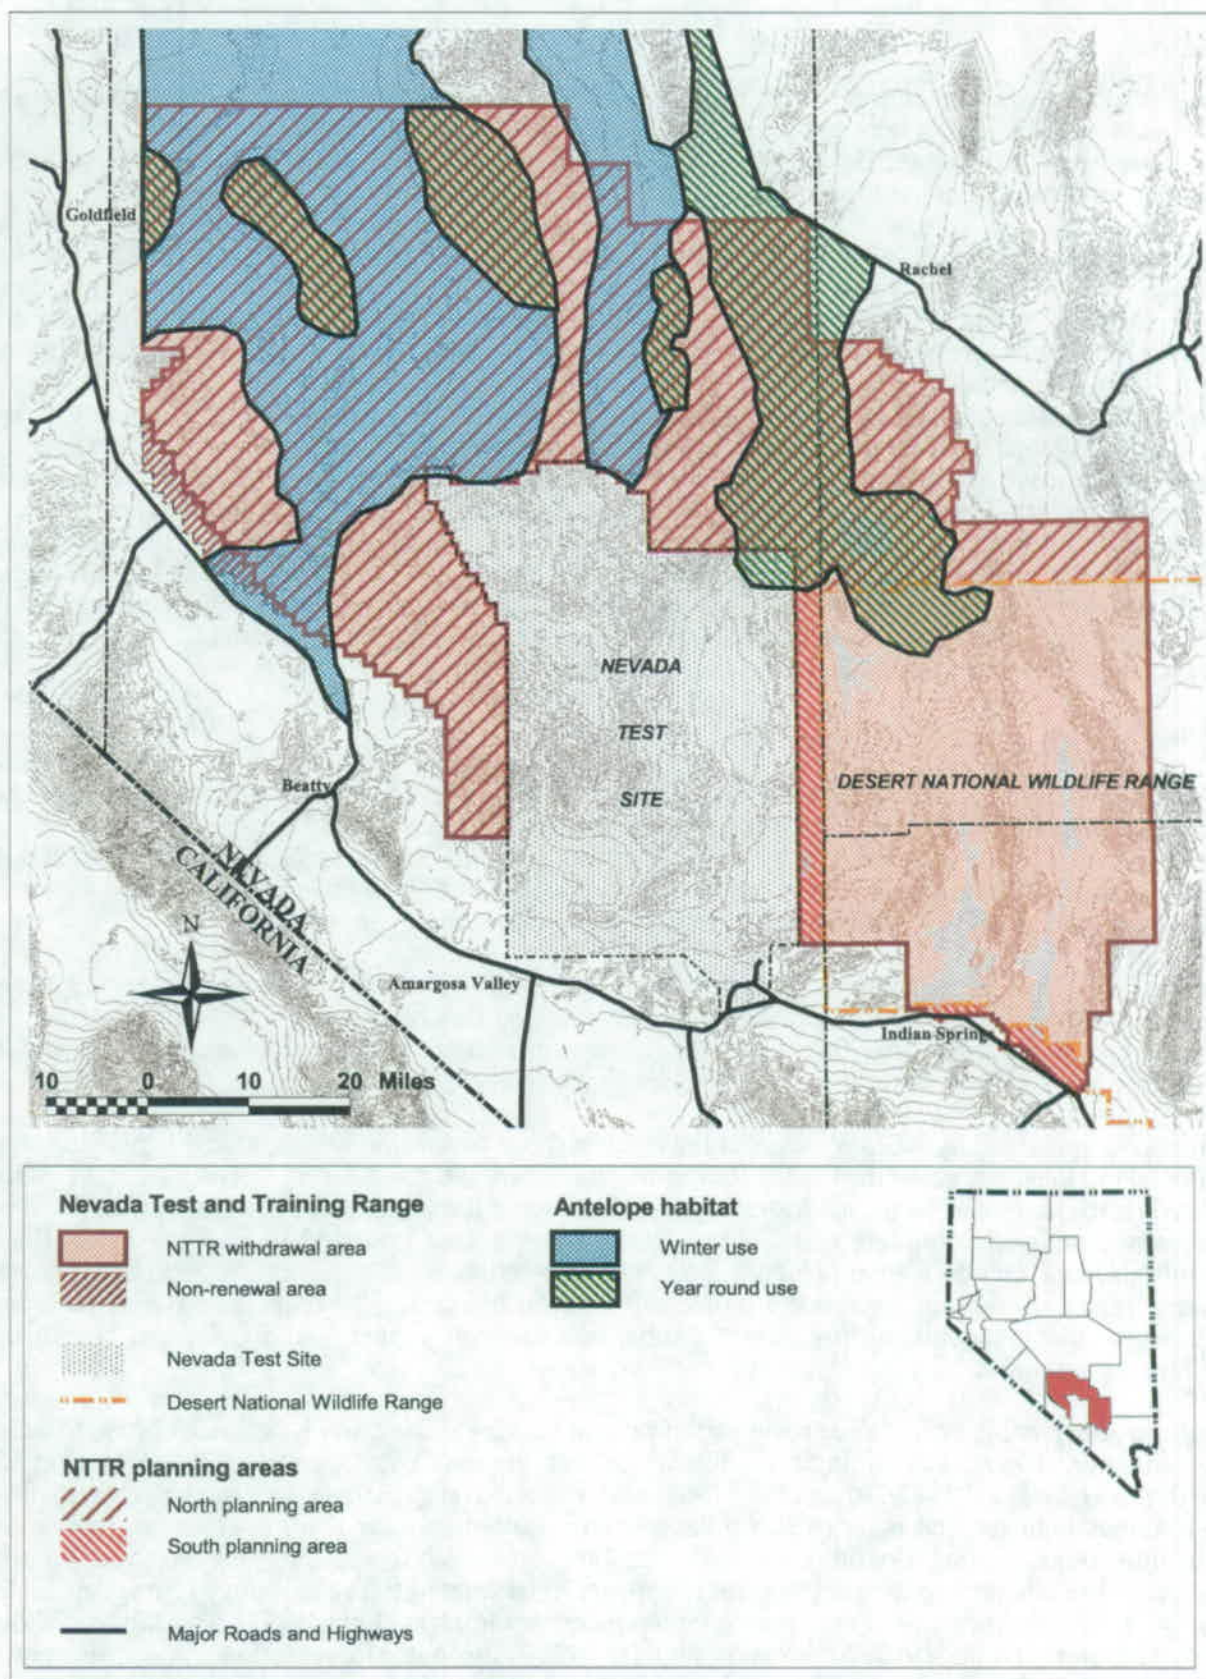 Goldfield
Rachel
NEVADA
TEST
SITE
DESERT NATIONAL WILDLIFE RANGE
Beatty
NEVADA
CALIFORNIA
N
Amargosa Valley
Indian Springs
10 0 10 20 Miles
Nevada Test and Training Range
NTTR withdrawal area
Non-renewal area
Nevada Test Site
Desert National Wildlife Range
NTTR planning areas
North planning area
South planning area
Major Roads and Highways
Antelope habitat
Winter use
Year round use